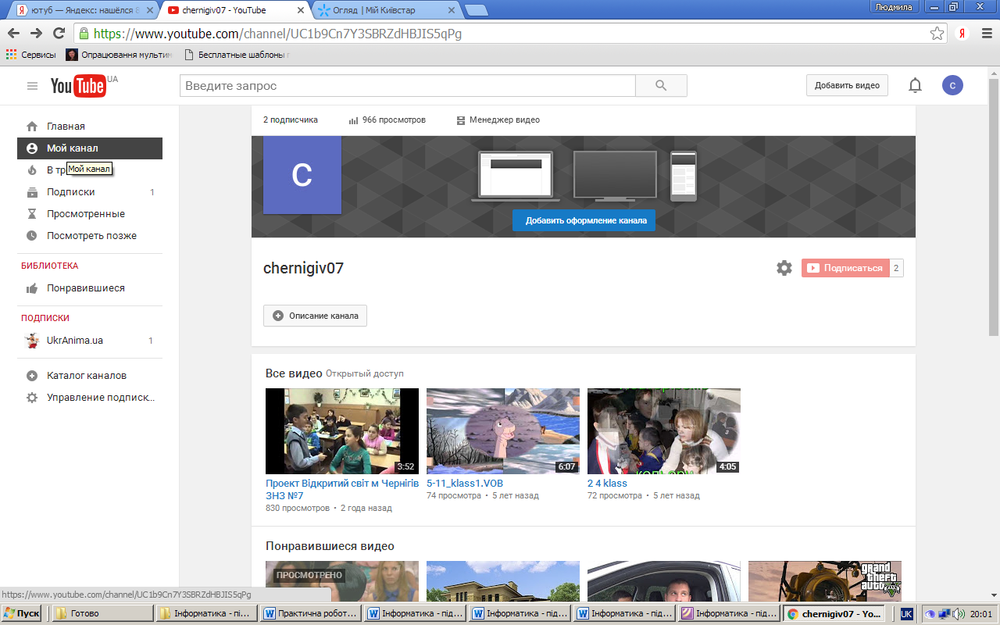 ютуб — Яндекс: нашёлся 8
chernigiv07 - YouTube
Огляд | Мій Київстар
Людмила
https://www.youtube.com/channel/UC1b9Cn7Y3SBRZdHBJIS5qPg
Я
Сервисы
Опрацювання мультим
Бесплатные шаблоны г
YouTube UA
Введите запрос
Добавить видео
C
Главная
Мой канал
В тр
Мой канал
Подписки 1
Просмотренные
Посмотреть позже
БИБЛИОТЕКА
Понравившиеся
ПОДПИСКИ
UkrAnima.ua 1
Каталог каналов
Управление подписк...
2 подписчика
966 просмотров
Менеджер видео
C
Добавить оформление канала
chernigiv07
Подписаться 2
Описание канала
Все видео Открытый доступ
3:52
Проект Відкритий світ м Чернігів
ЗНЗ №7
830 просмотров • 2 года назад
6:07
5-11_klass1.VOB
74 просмотра • 5 лет назад
4:05
2 4 klass
72 просмотра • 5 лет назад
Понравившиеся видео
ПРОСМОТРЕНО
grand
theft
auto
V
https://www.youtube.com/channel/UC1b9Cn7Y3SBRZdHBJIS5qPg
Пуск
Готово
Інформатика - пі...
Практична робот...
Інформатика - під...
Інформатика - під...
Інформатика - під...
Інформатика - під...
chernigiv07 - Yo...
UK
20:01